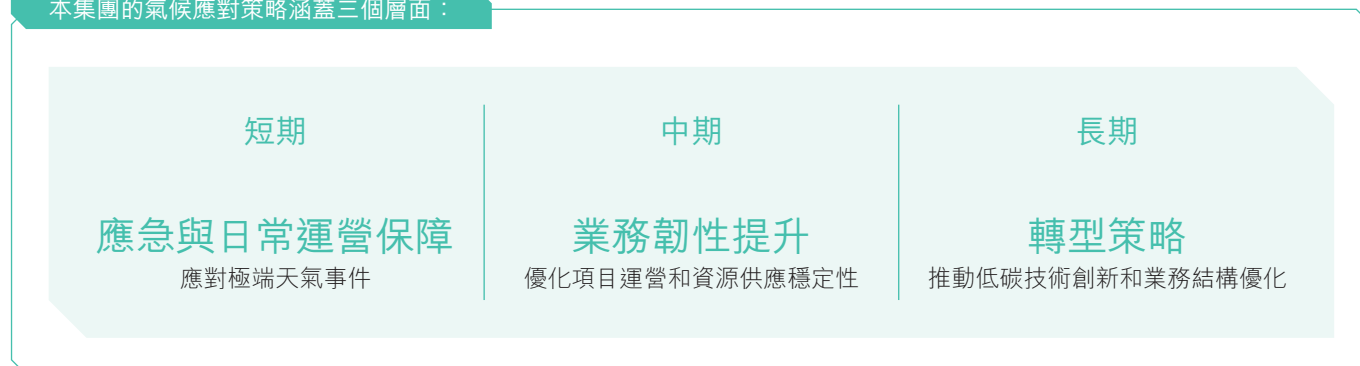 本集團的氣候應對策略涵蓋三個層面：
短期
應急與日常運營保障
應對極端天氣事件
中期
業務韌性提升
優化項目運營和資源供應穩定性
長期
轉型策略
推動低碳技術創新和業務結構優化